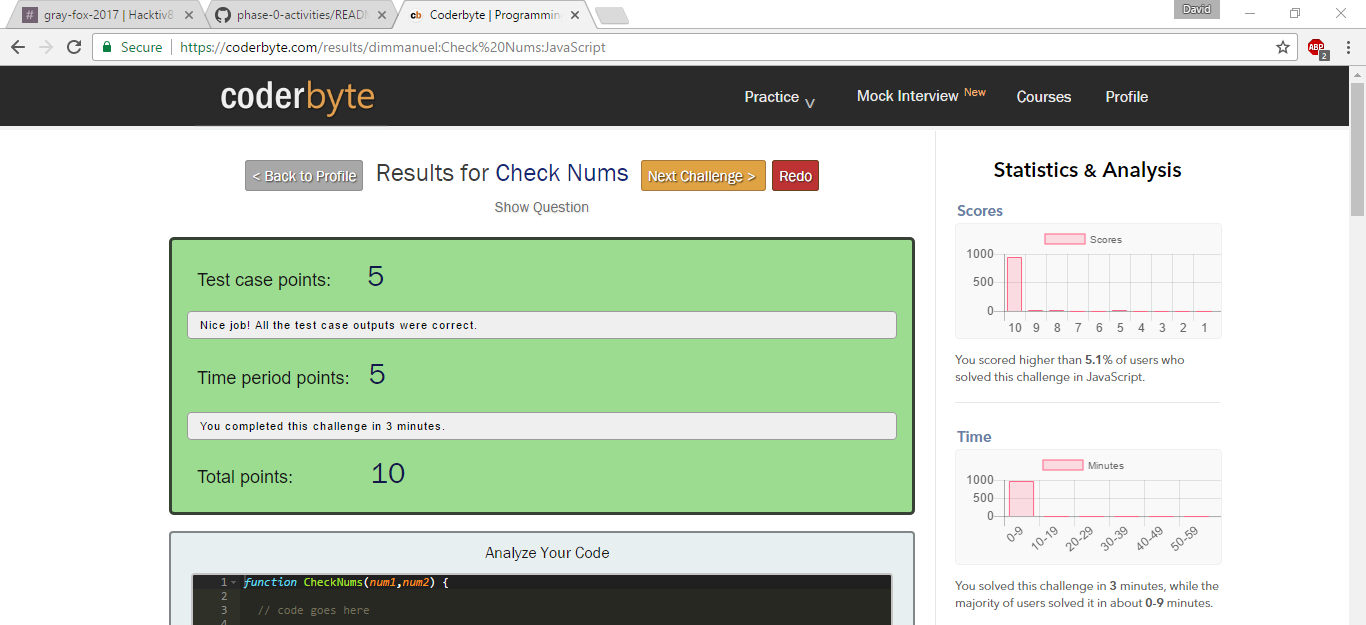 gray-fox-2017 | Hacktiv8
phase-0-activities/READ
Coderbyte | Programmin
David
Secure
https://coderbyte.com/results/dimmanuel:Check%20Nums:JavaScript
ABP
2
coderbyte
Practice
Mock Interview New
Courses
Profile
< Back to Profile
Results for Check Nums
Next Challenge >
Redo
Show Question
Test case points: 5
Nice job! All the test case outputs were correct.
Time period points: 5
You completed this challenge in 3 minutes.
Total points: 10
Analyze Your Code
1 function CheckNums(num1,num2) {
2
3 // code goes here
4
Statistics & Analysis
Scores
Scores
1000
500
0
10 9 8 7 6 5 4 3 2 1
You scored higher than 5.1% of users who
solved this challenge in JavaScript.
Time
Minutes
1000
500
0
0-9 10-19 20-29 30-39 40-49 50-59
You solved this challenge in 3 minutes, while the
majority of users solved it in about 0-9 minutes.